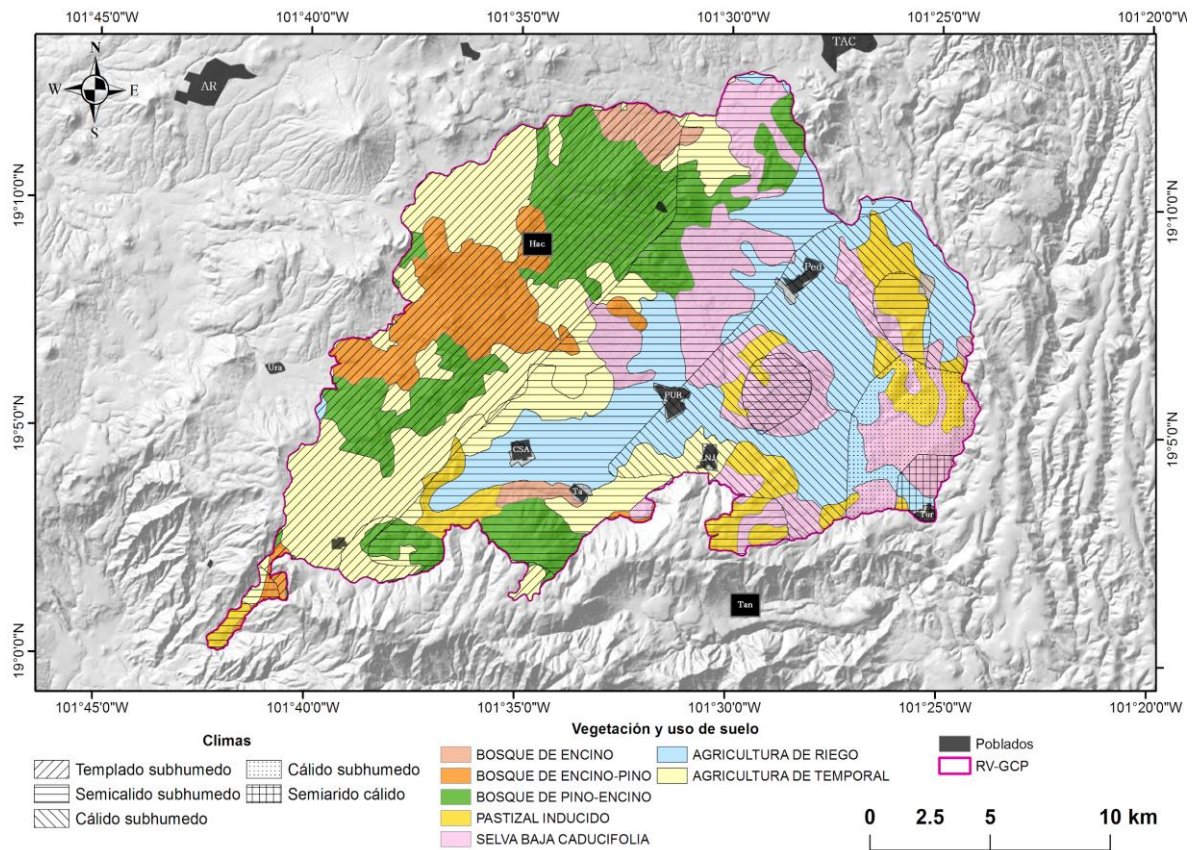 101°45'0"W 101°40'0"W 101°35'0"W 101°30'0"W 101°25'0"W 101°20'0"W
N
W E
S
AR
TAC
19°10'0"N
19°10'0"N
Hac
Ped
Ura
PUR
19°5'0"N
19°5'0"N
CSA
NJ
Ta
Tur
Tan
19°0'0"N
19°0'0"N
101°45'0"W 101°40'0"W 101°35'0"W 101°30'0"W 101°25'0"W 101°20'0"W
Climas
Templado subhumedo
Semicalido subhumedo
Cálido subhumedo
Cálido subhumedo
Semiarido cálido
Vegetación y uso de suelo
BOSQUE DE ENCINO
BOSQUE DE ENCINO-PINO
BOSQUE DE PINO-ENCINO
PASTIZAL INDUCIDO
SELVA BAJA CADUCIFOLIA
AGRICULTURA DE RIEGO
AGRICULTURA DE TEMPORAL
Poblados
RV-GCP
0 2.5 5 10 km